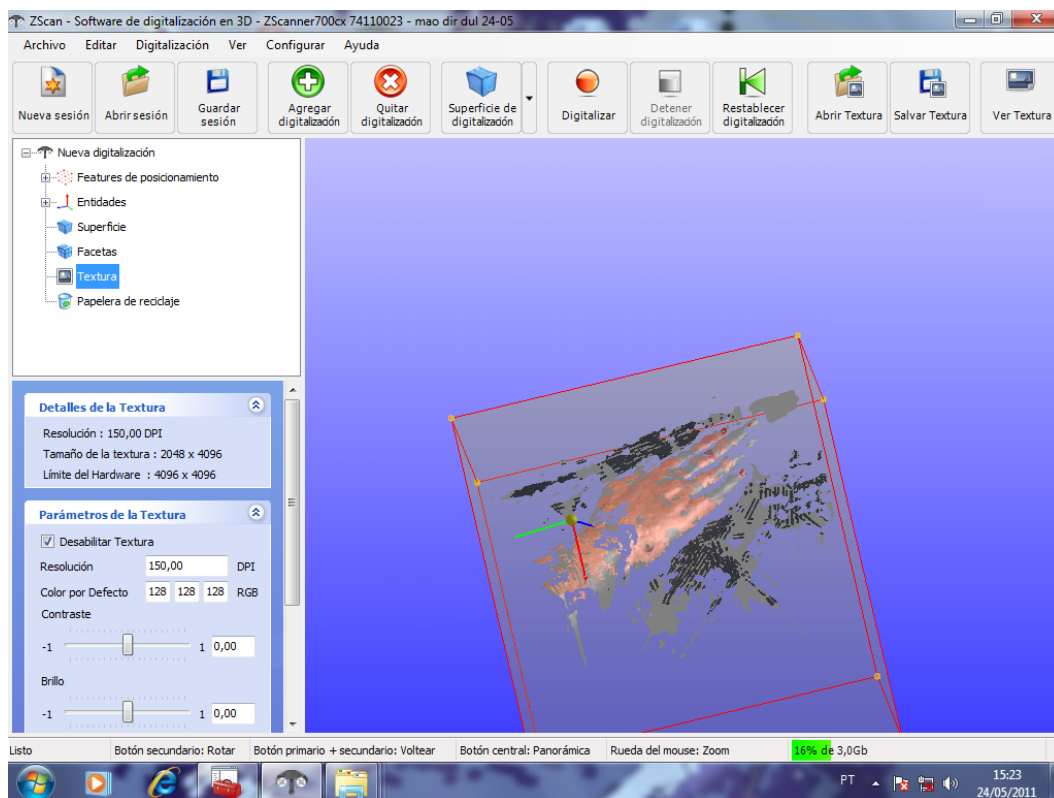 ZScan - Software de digitalización en 3D - ZScanner700cx 74110023 - mao dir dul 24-05
Archivo Editar Digitalización Ver Configurar Ayuda
Nueva sesión
Abrir sesión
Guardar
sesión
Agregar
digitalización
Quitar
digitalización
Superficie de
digitalización
Digitalizar
Detener
digitalización
Restablecer
digitalización
Abrir Textura
Salvar Textura
Ver Textura
Nueva digitalización
Features de posicionamiento
Entidades
Superficie
Facetas
Textura
Papelera de reciclaje
Detalles de la Textura
Resolución : 150,00 DPI
Tamaño de la textura : 2048 x 4096
Límite del Hardware : 4096 x 4096
Parámetros de la Textura
Desabilitar Textura
Resolución 150,00 DPI
Color por Defecto 128 128 128 RGB
Contraste
-1 1 0,00
Brillo
-1 1 0,00
Listo Botón secundario: Rotar Botón primario + secundario: Voltear Botón central: Panorámica Rueda del mouse: Zoom 16% de 3,0Gb
PT 15:23
24/05/2011